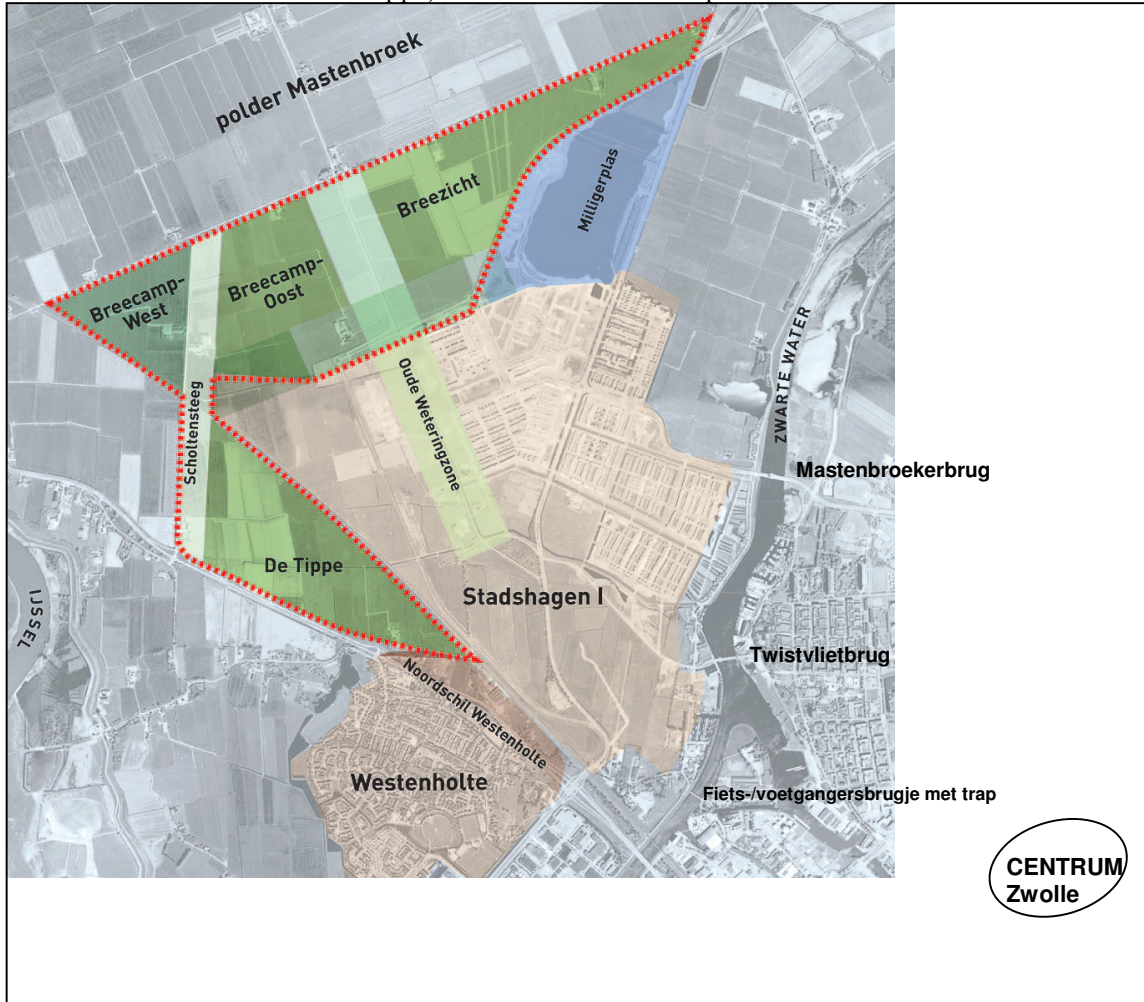 polder Mastenbroek
Breezicht
Milligerplas
Breecamp-
West
Breecamp-
Oost
Scholtensteeg
Oude Weteringzone
ZWARTE WATER
Mastenbroekerbrug
De Tippe
Stadshagen I
IJSSEL
Twistvlietbrug
Noordschil Westenholte
Westenholte
Fiets-/voetgangersbrugje met trap
CENTRUM
Zwolle